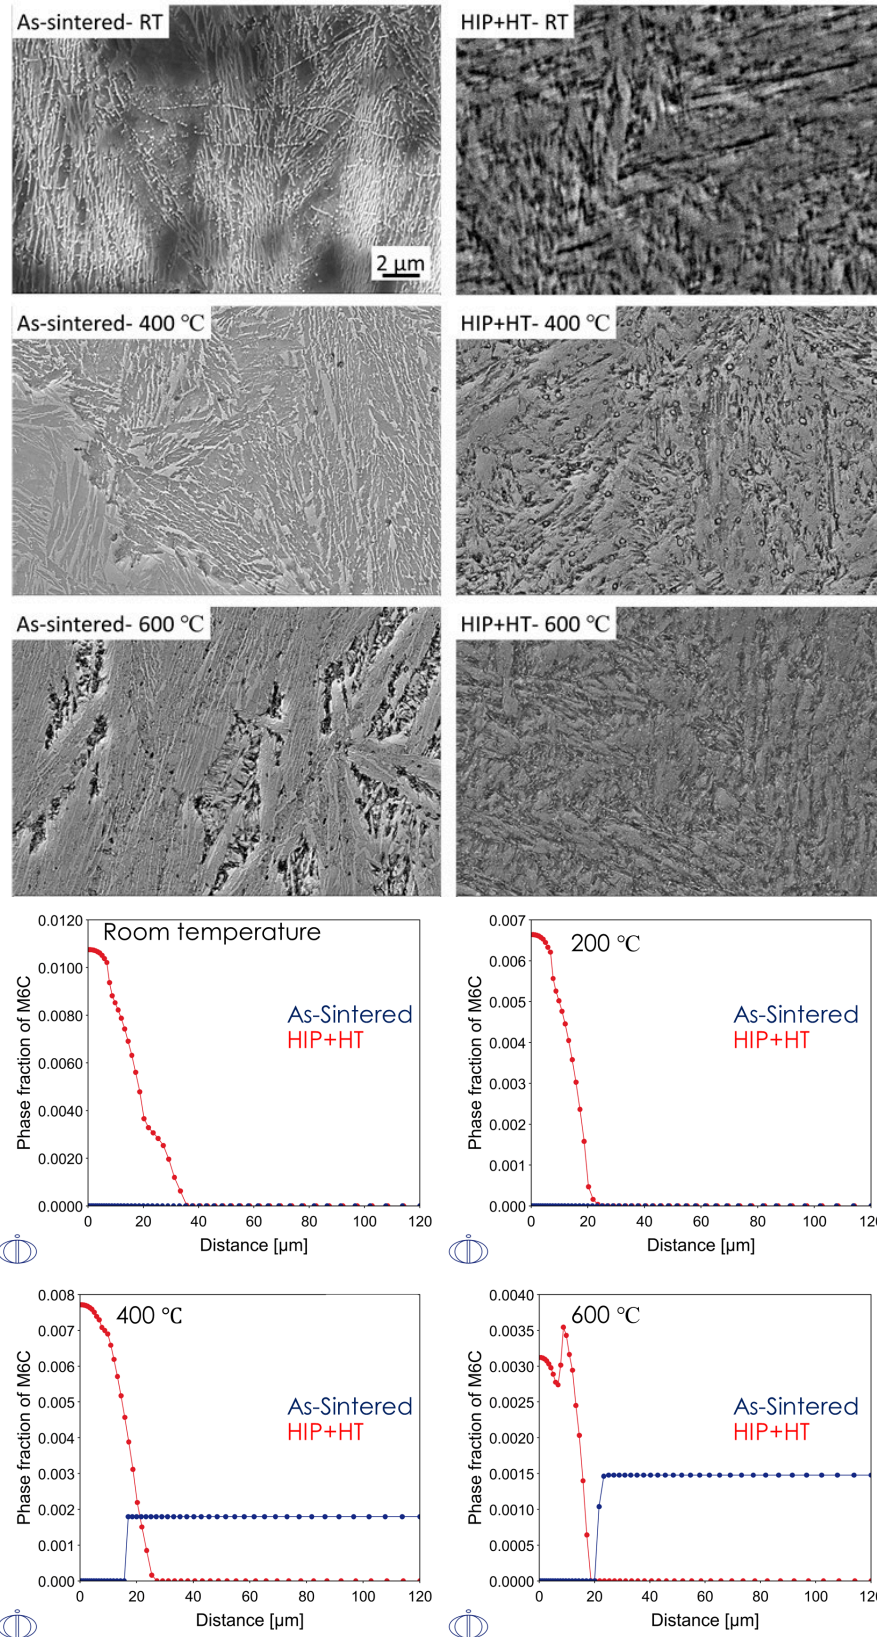 As-sintered- RT
HIP+HT- RT
2 µm
As-sintered- 400 ℃
HIP+HT- 400 ℃
As-sintered- 600 ℃
HIP+HT- 600 ℃
Room temperature
Phase fraction of M6C
0.0120
0.0100
0.0080
0.0060
0.0040
0.0020
0.0000
As-Sintered
HIP+HT
0 20 40 60 80 100 120
Distance [µm]
200 ℃
Phase fraction of M6C
0.007
0.006
0.005
0.004
0.003
0.002
0.001
0.000
As-Sintered
HIP+HT
0 20 40 60 80 100 120
Distance [µm]
400 ℃
Phase fraction of M6C
0.008
0.007
0.006
0.005
0.004
0.003
0.002
0.001
0.000
As-Sintered
HIP+HT
0 20 40 60 80 100 120
Distance [µm]
600 ℃
Phase fraction of M6C
0.0040
0.0035
0.0030
0.0025
0.0020
0.0015
0.0010
0.0005
0.0000
As-Sintered
HIP+HT
0 20 40 60 80 100 120
Distance [µm]